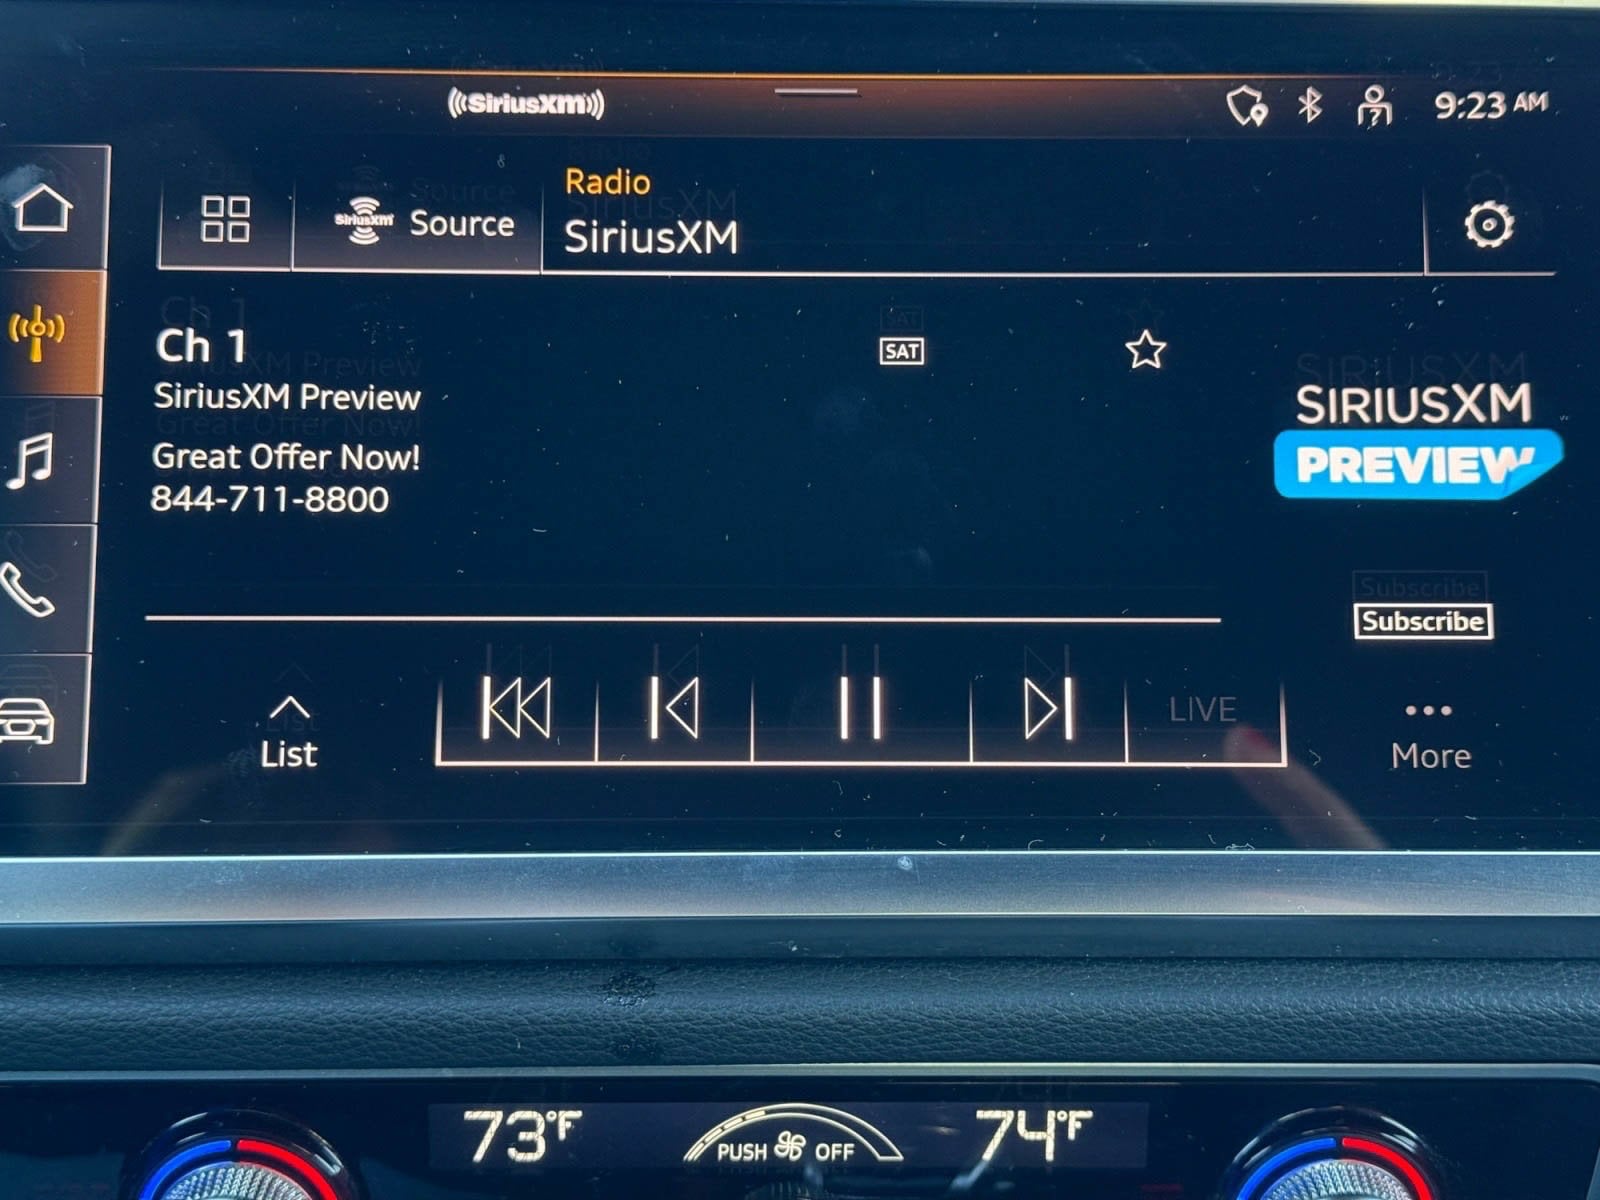 SiriusXM
9:23 AM
SiriusXM
Source
Radio
SiriusXM
Ch 1
SAT
SiriusXM Preview
Great Offer Now!
844-711-8800
SIRIUSXM
PREVIEW
Subscribe
List
LIVE
More
73°F
PUSH OFF
74°F